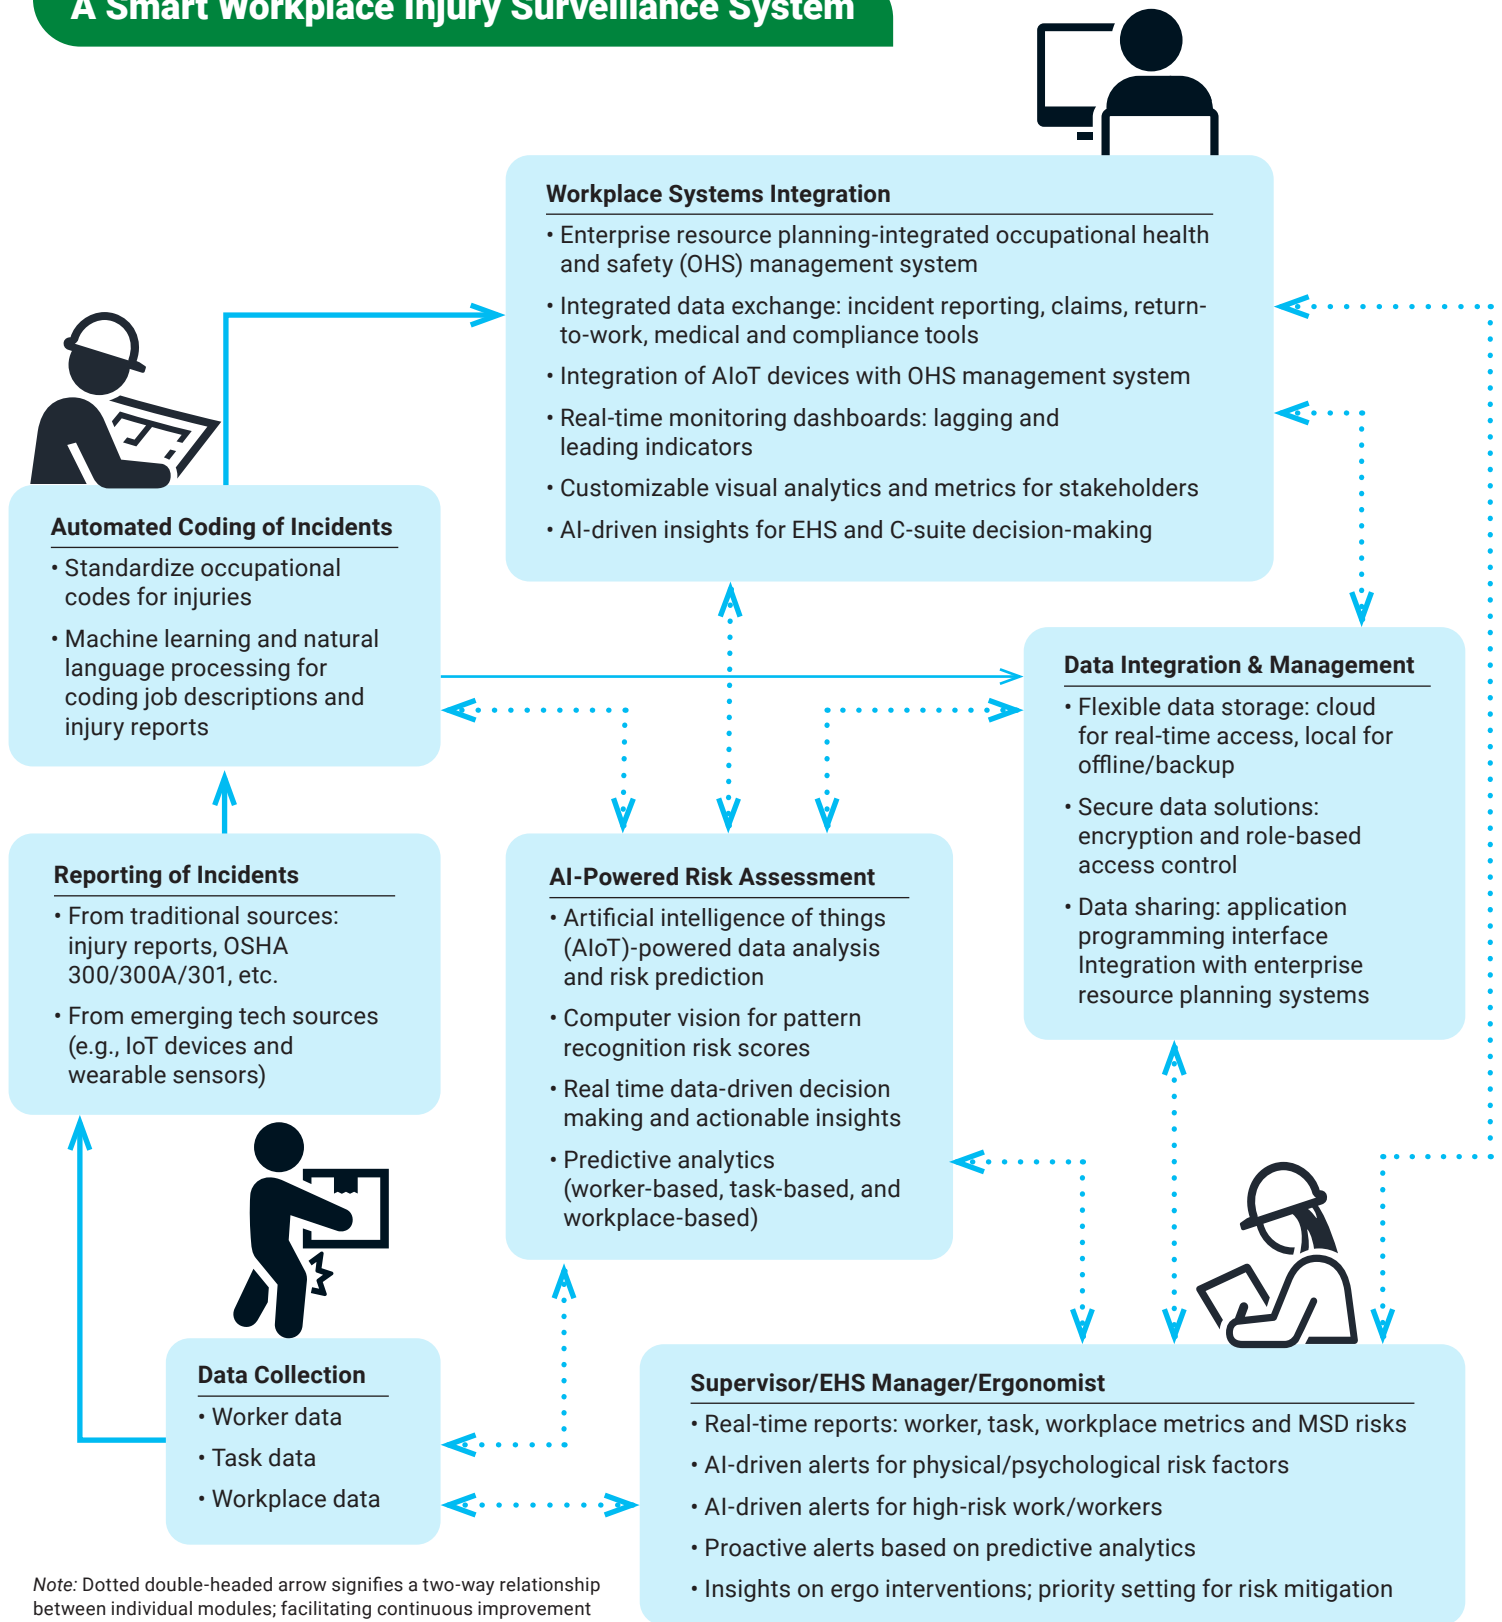 A Smart Workplace Injury Surveillance System
Workplace Systems Integration
• Enterprise resource planning-integrated occupational health
and safety (OHS) management system
• Integrated data exchange: incident reporting, claims, return-
to-work, medical and compliance tools
• Integration of AIoT devices with OHS management system
• Real-time monitoring dashboards: lagging and
leading indicators
• Customizable visual analytics and metrics for stakeholders
• AI-driven insights for EHS and C-suite decision-making
Automated Coding of Incidents
• Standardize occupational
codes for injuries
• Machine learning and natural
language processing for
coding job descriptions and
injury reports
Data Integration & Management
• Flexible data storage: cloud
for real-time access, local for
offline/backup
• Secure data solutions:
encryption and role-based
access control
• Data sharing: application
programming interface
Integration with enterprise
resource planning systems
Reporting of Incidents
• From traditional sources:
injury reports, OSHA
300/300A/301, etc.
• From emerging tech sources
(e.g., IoT devices and
wearable sensors)
AI-Powered Risk Assessment
• Artificial intelligence of things
(AIoT)-powered data analysis
and risk prediction
• Computer vision for pattern
recognition risk scores
• Real time data-driven decision
making and actionable insights
• Predictive analytics
(worker-based, task-based, and
workplace-based)
Data Collection
• Worker data
• Task data
• Workplace data
Supervisor/EHS Manager/Ergonomist
• Real-time reports: worker, task, workplace metrics and MSD risks
• AI-driven alerts for physical/psychological risk factors
• AI-driven alerts for high-risk work/workers
• Proactive alerts based on predictive analytics
• Insights on ergo interventions; priority setting for risk mitigation
Note: Dotted double-headed arrow signifies a two-way relationship
between individual modules; facilitating continuous improvement